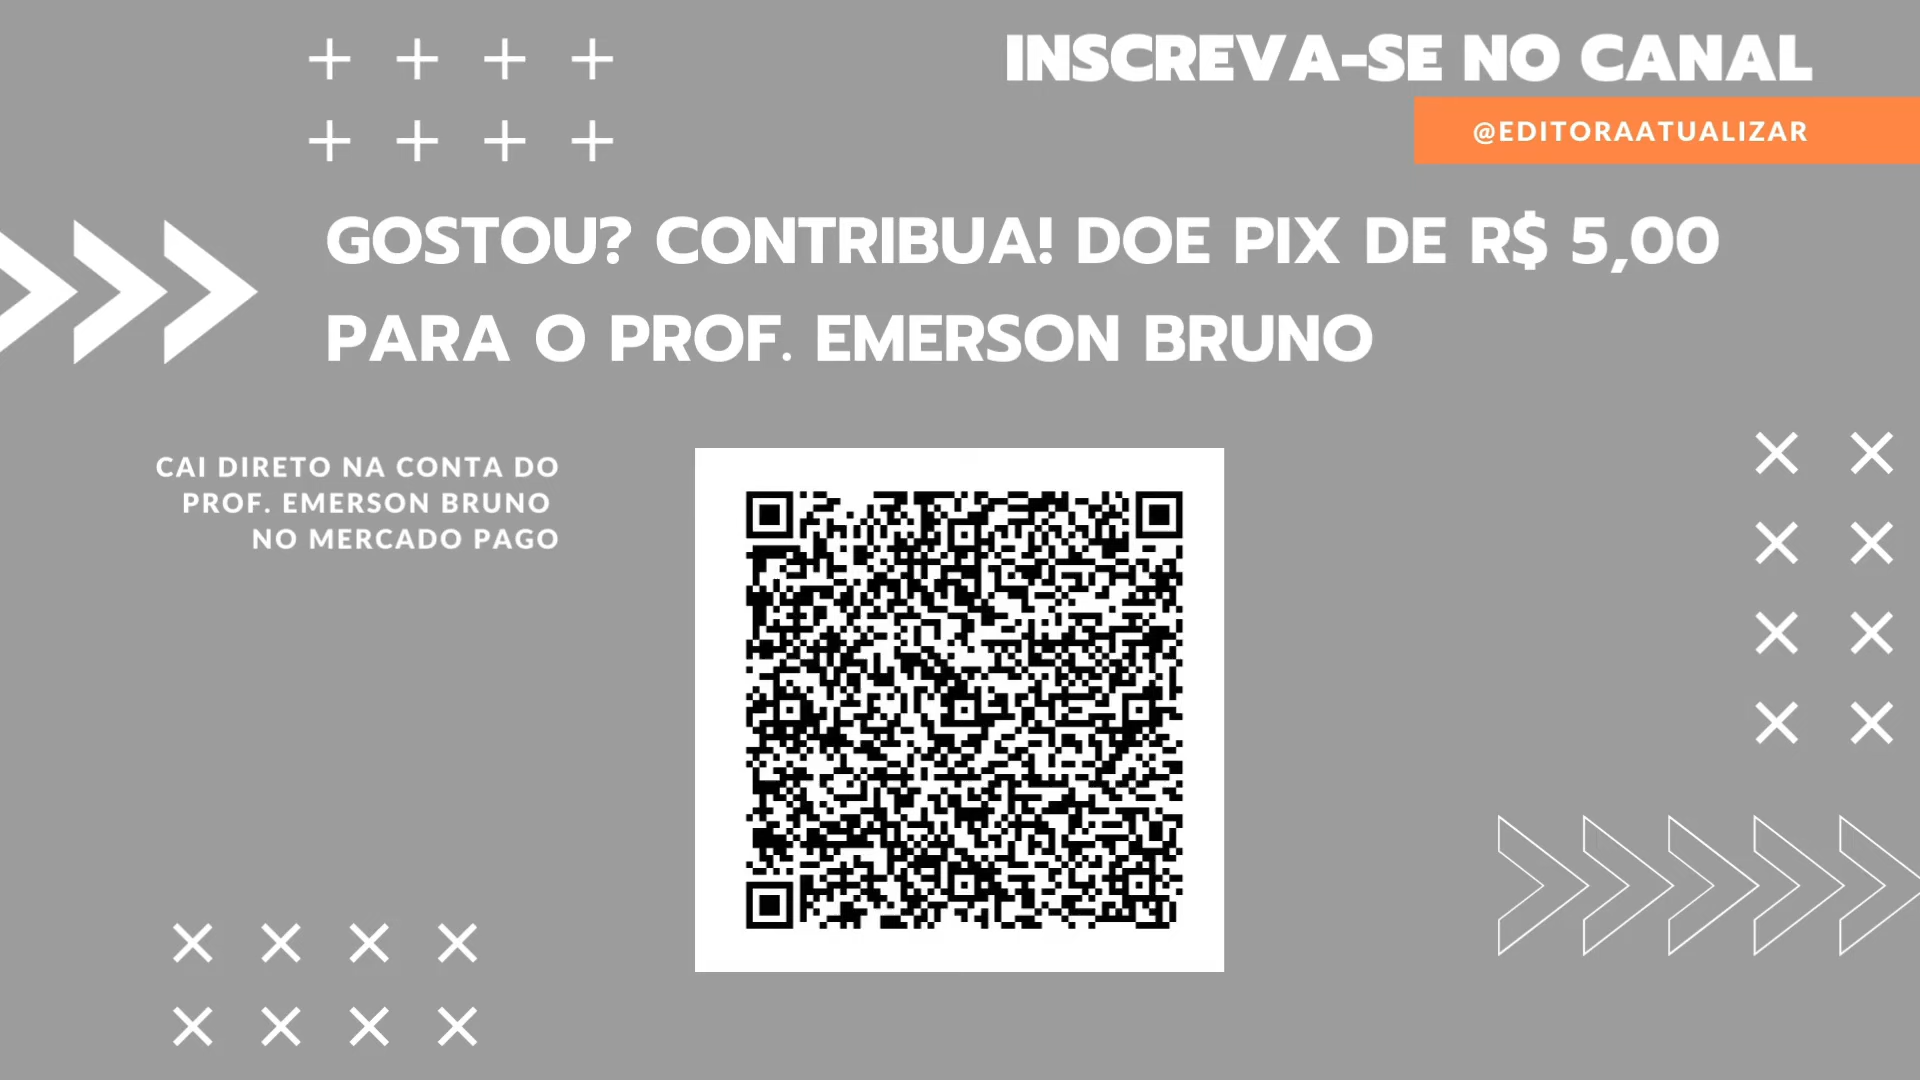 INSCREVA-SE NO CANAL
@EDITORAATUALIZAR
GOSTOU? CONTRIBUA! DOE PIX DE R$ 5,00
PARA O PROF. EMERSON BRUNO
CAI DIRETO NA CONTA DO
PROF. EMERSON BRUNO
NO MERCADO PAGO